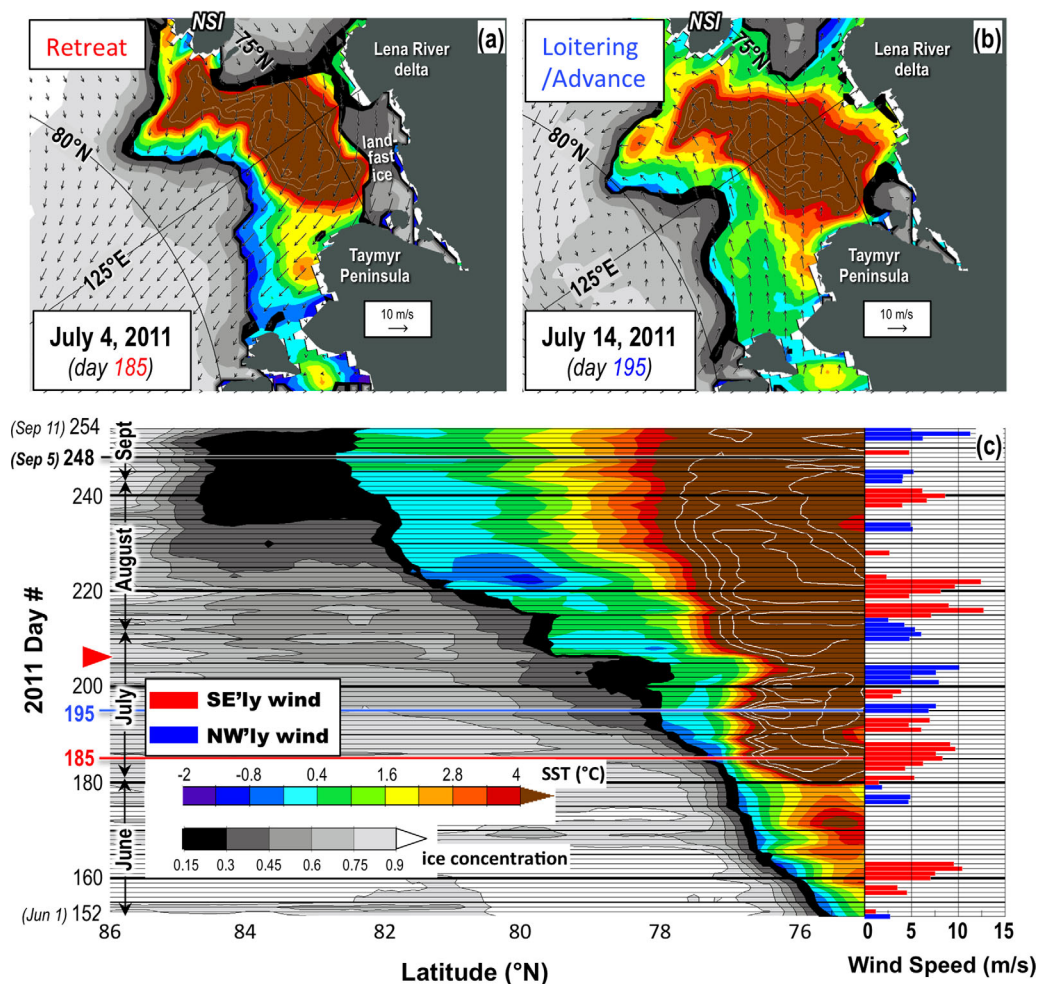 NSI
(a)
Retreat
75°N
Lena River
delta
80°N
land-
fast
ice
125°E
Taymyr
Peninsula
July 4, 2011
(day 185)
10 m/s
NSI
(b)
Loitering
/Advance
75°N
Lena River
delta
80°N
125°E
Taymyr
Peninsula
July 14, 2011
(day 195)
10 m/s
(c)
(Sep 11) 254
(Sep 5) 248
240
220
200
195
185
180
160
(Jun 1) 152
2011 Day #
Sept
August
July
June
SE'ly wind
NW'ly wind
-2 -0.8 0.4 1.6 2.8 4 SST (°C)
0.15 0.3 0.45 0.6 0.75 0.9 ice concentration
86 84 82 80 78 76
Latitude (°N)
0 5 10 15
Wind Speed (m/s)